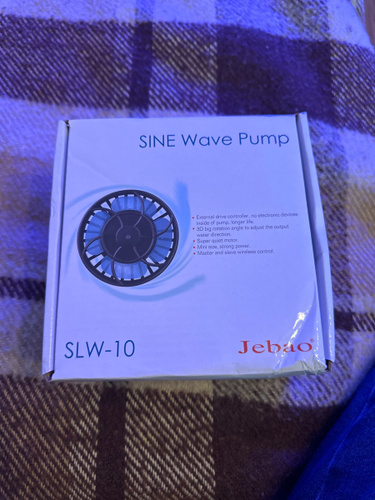 SINE Wave Pump
• External drive controller, no electronic devices
inside of pump, longer life.
• 3D big rotation angle to adjust the output
water direction.
• Super quiet motor.
• Mini size, strong power.
• Master and slave wireless control.
SLW-10
Jebao